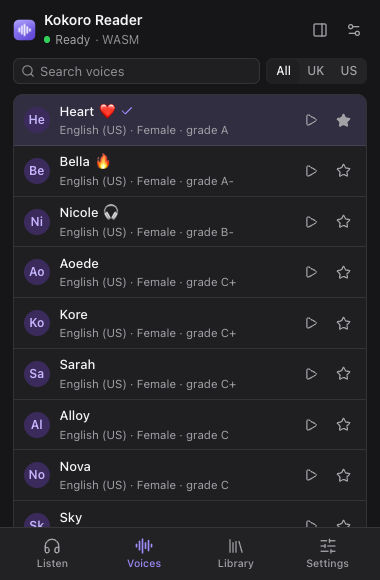 Kokoro Reader
Ready · WASM
Search voices
All UK US
He Heart ❤️ ✓
English (US) · Female · grade A
Be Bella 🔥
English (US) · Female · grade A-
Ni Nicole 🎧
English (US) · Female · grade B-
Ao Aoede
English (US) · Female · grade C+
Ko Kore
English (US) · Female · grade C+
Sa Sarah
English (US) · Female · grade C+
Al Alloy
English (US) · Female · grade C
No Nova
English (US) · Female · grade C
Sk Sky
Listen Voices Library Settings